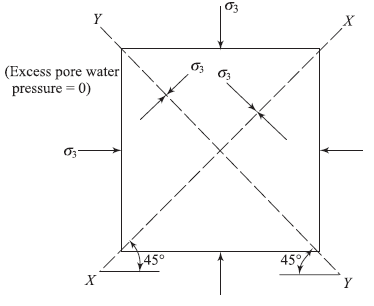 σ₃
Y
X
(Excess pore water
pressure = 0)
σ₃
σ₃
σ₃
45°
45°
X
Y